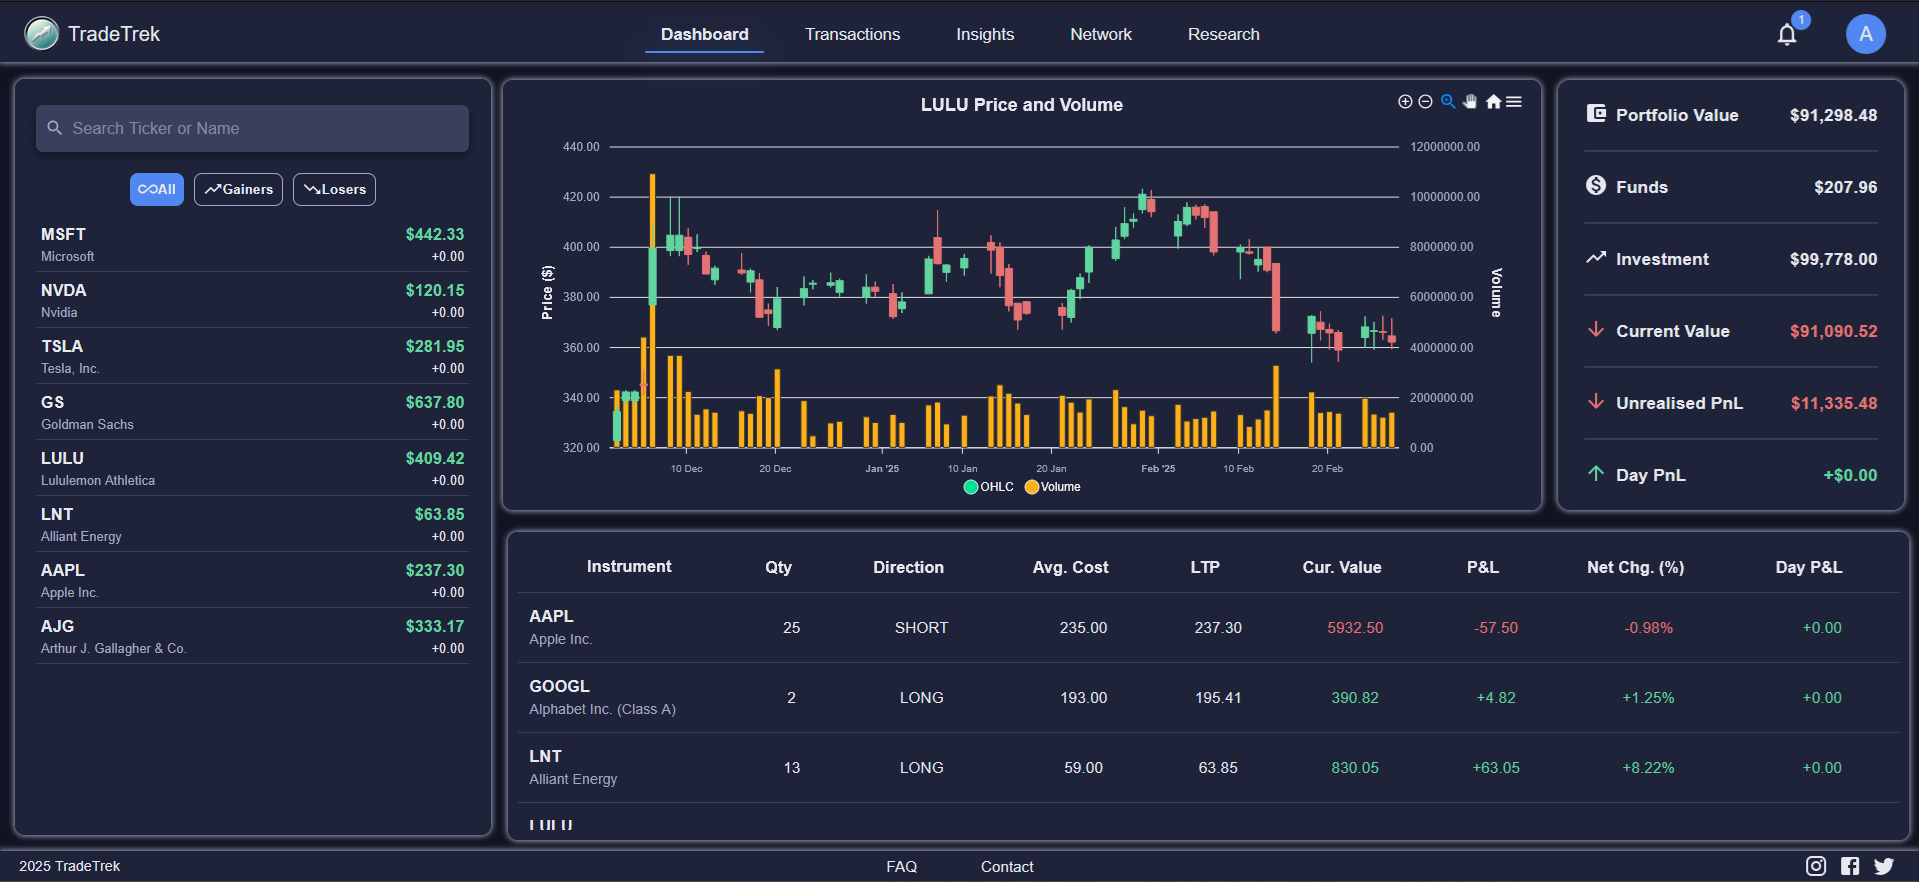 TradeTrek
Dashboard
Transactions
Insights
Network
Research
1
A
Search Ticker or Name
All
Gainers
Losers
MSFT $442.33
Microsoft +0.00
NVDA $120.15
Nvidia +0.00
TSLA $281.95
Tesla, Inc. +0.00
GS $637.80
Goldman Sachs +0.00
LULU $409.42
Lululemon Athletica +0.00
LNT $63.85
Alliant Energy +0.00
AAPL $237.30
Apple Inc. +0.00
AJG $333.17
Arthur J. Gallagher & Co. +0.00
LULU Price and Volume
440.00 12000000.00
420.00 10000000.00
400.00 8000000.00
380.00 6000000.00
360.00 4000000.00
340.00 2000000.00
320.00 0.00
Price ($)
Volume
10 Dec 20 Dec Jan '25 10 Jan 20 Jan Feb '25 10 Feb 20 Feb
OHLC Volume
Portfolio Value $91,298.48
Funds $207.96
Investment $99,778.00
Current Value $91,090.52
Unrealised PnL $11,335.48
Day PnL +$0.00
Instrument Qty Direction Avg. Cost LTP Cur. Value P&L Net Chg. (%) Day P&L
AAPL
Apple Inc.
25 SHORT 235.00 237.30 5932.50 -57.50 -0.98% +0.00
GOOGL
Alphabet Inc. (Class A)
2 LONG 193.00 195.41 390.82 +4.82 +1.25% +0.00
LNT
Alliant Energy
13 LONG 59.00 63.85 830.05 +63.05 +8.22% +0.00
LULU
2025 TradeTrek
FAQ
Contact